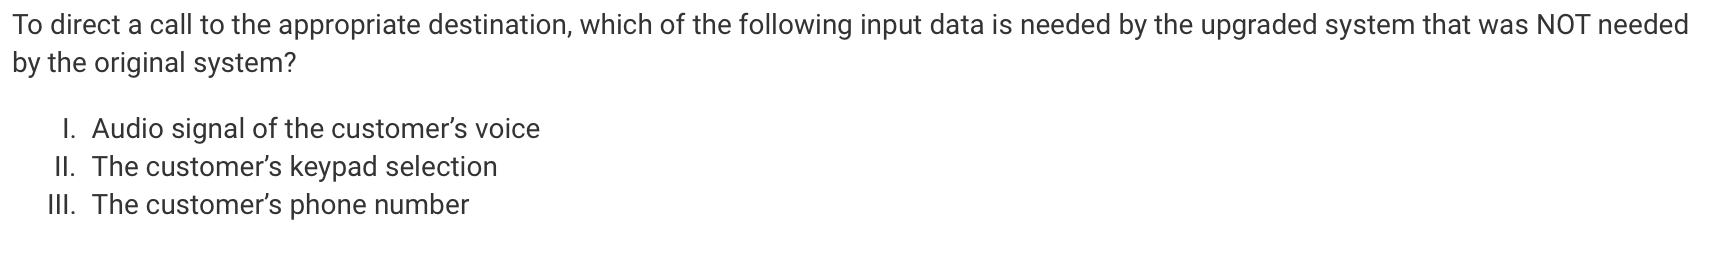 To direct a call to the appropriate destination, which of the following input data is needed by the upgraded system that was NOT needed
by the original system?
I. Audio signal of the customer’s voice
II. The customer’s keypad selection
III. The customer’s phone number